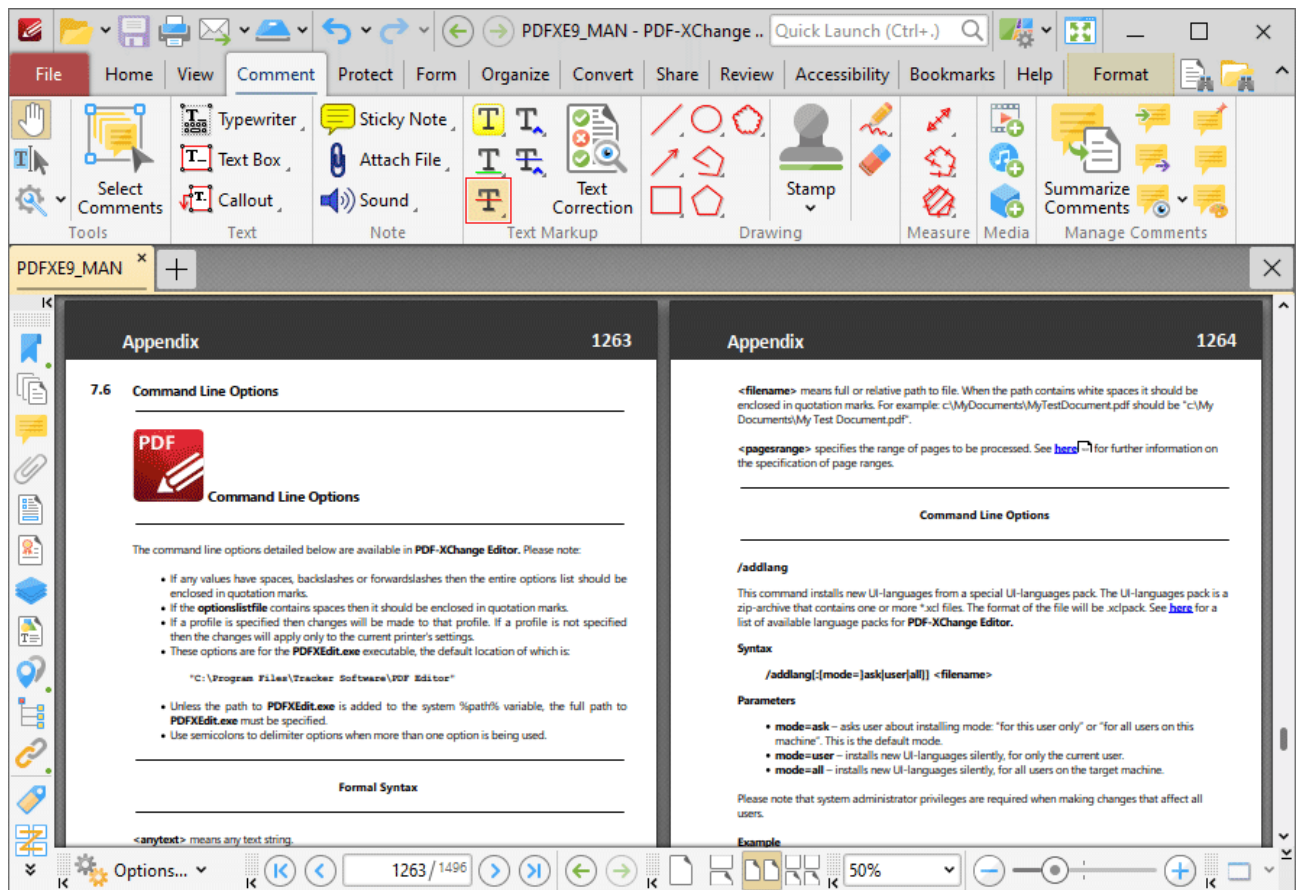 PDFXE9_MAN - PDF-XChange ..
Quick Launch (Ctrl+.)
File Home View Comment Protect Form Organize Convert Share Review Accessibility Bookmarks Help Format
Typewriter
Sticky Note
Text Box
Attach File
Select
Comments
Callout
Sound
Text
Correction
Stamp
Summarize
Comments
Tools Text Note Text Markup Drawing Measure Media Manage Comments
PDFXE9_MAN
Appendix 1263
7.6 Command Line Options
PDF
Command Line Options
The command line options detailed below are available in PDF-XChange Editor. Please note:
• If any values have spaces, backslashes or forwardslashes then the entire options list should be
enclosed in quotation marks.
• If the optionslistfile contains spaces then it should be enclosed in quotation marks.
• If a profile is specified then changes will be made to that profile. If a profile is not specified
then the changes will apply only to the current printer's settings.
• These options are for the PDFXEdit.exe executable, the default location of which is:
"C:\Program Files\Tracker Software\PDF Editor"
• Unless the path to PDFXEdit.exe is added to the system %path% variable, the full path to
PDFXEdit.exe must be specified.
• Use semicolons to delimiter options when more than one option is being used.
Formal Syntax
<anytext> means any text string.
Appendix 1264
<filename> means full or relative path to file. When the path contains white spaces it should be
enclosed in quotation marks. For example: c:\MyDocuments\MyTestDocument.pdf should be "c:\My
Documents\My Test Document.pdf".
<pagesrange> specifies the range of pages to be processed. See here for further information on
the specification of page ranges.
Command Line Options
/addlang
This command installs new UI-languages from a special UI-languages pack. The UI-languages pack is a
zip-archive that contains one or more *.xcl files. The format of the file will be .xclpack. See here for a
list of available language packs for PDF-XChange Editor.
Syntax
/addlang[:[mode=]ask|user|all]] <filename>
Parameters
• mode=ask – asks user about installing mode: "for this user only" or "for all users on this
machine". This is the default mode.
• mode=user – installs new UI-languages silently, for only the current user.
• mode=all – installs new UI-languages silently, for all users on the target machine.
Please note that system administrator privileges are required when making changes that affect all
users.
Example
Options...
1263 / 1496
50%